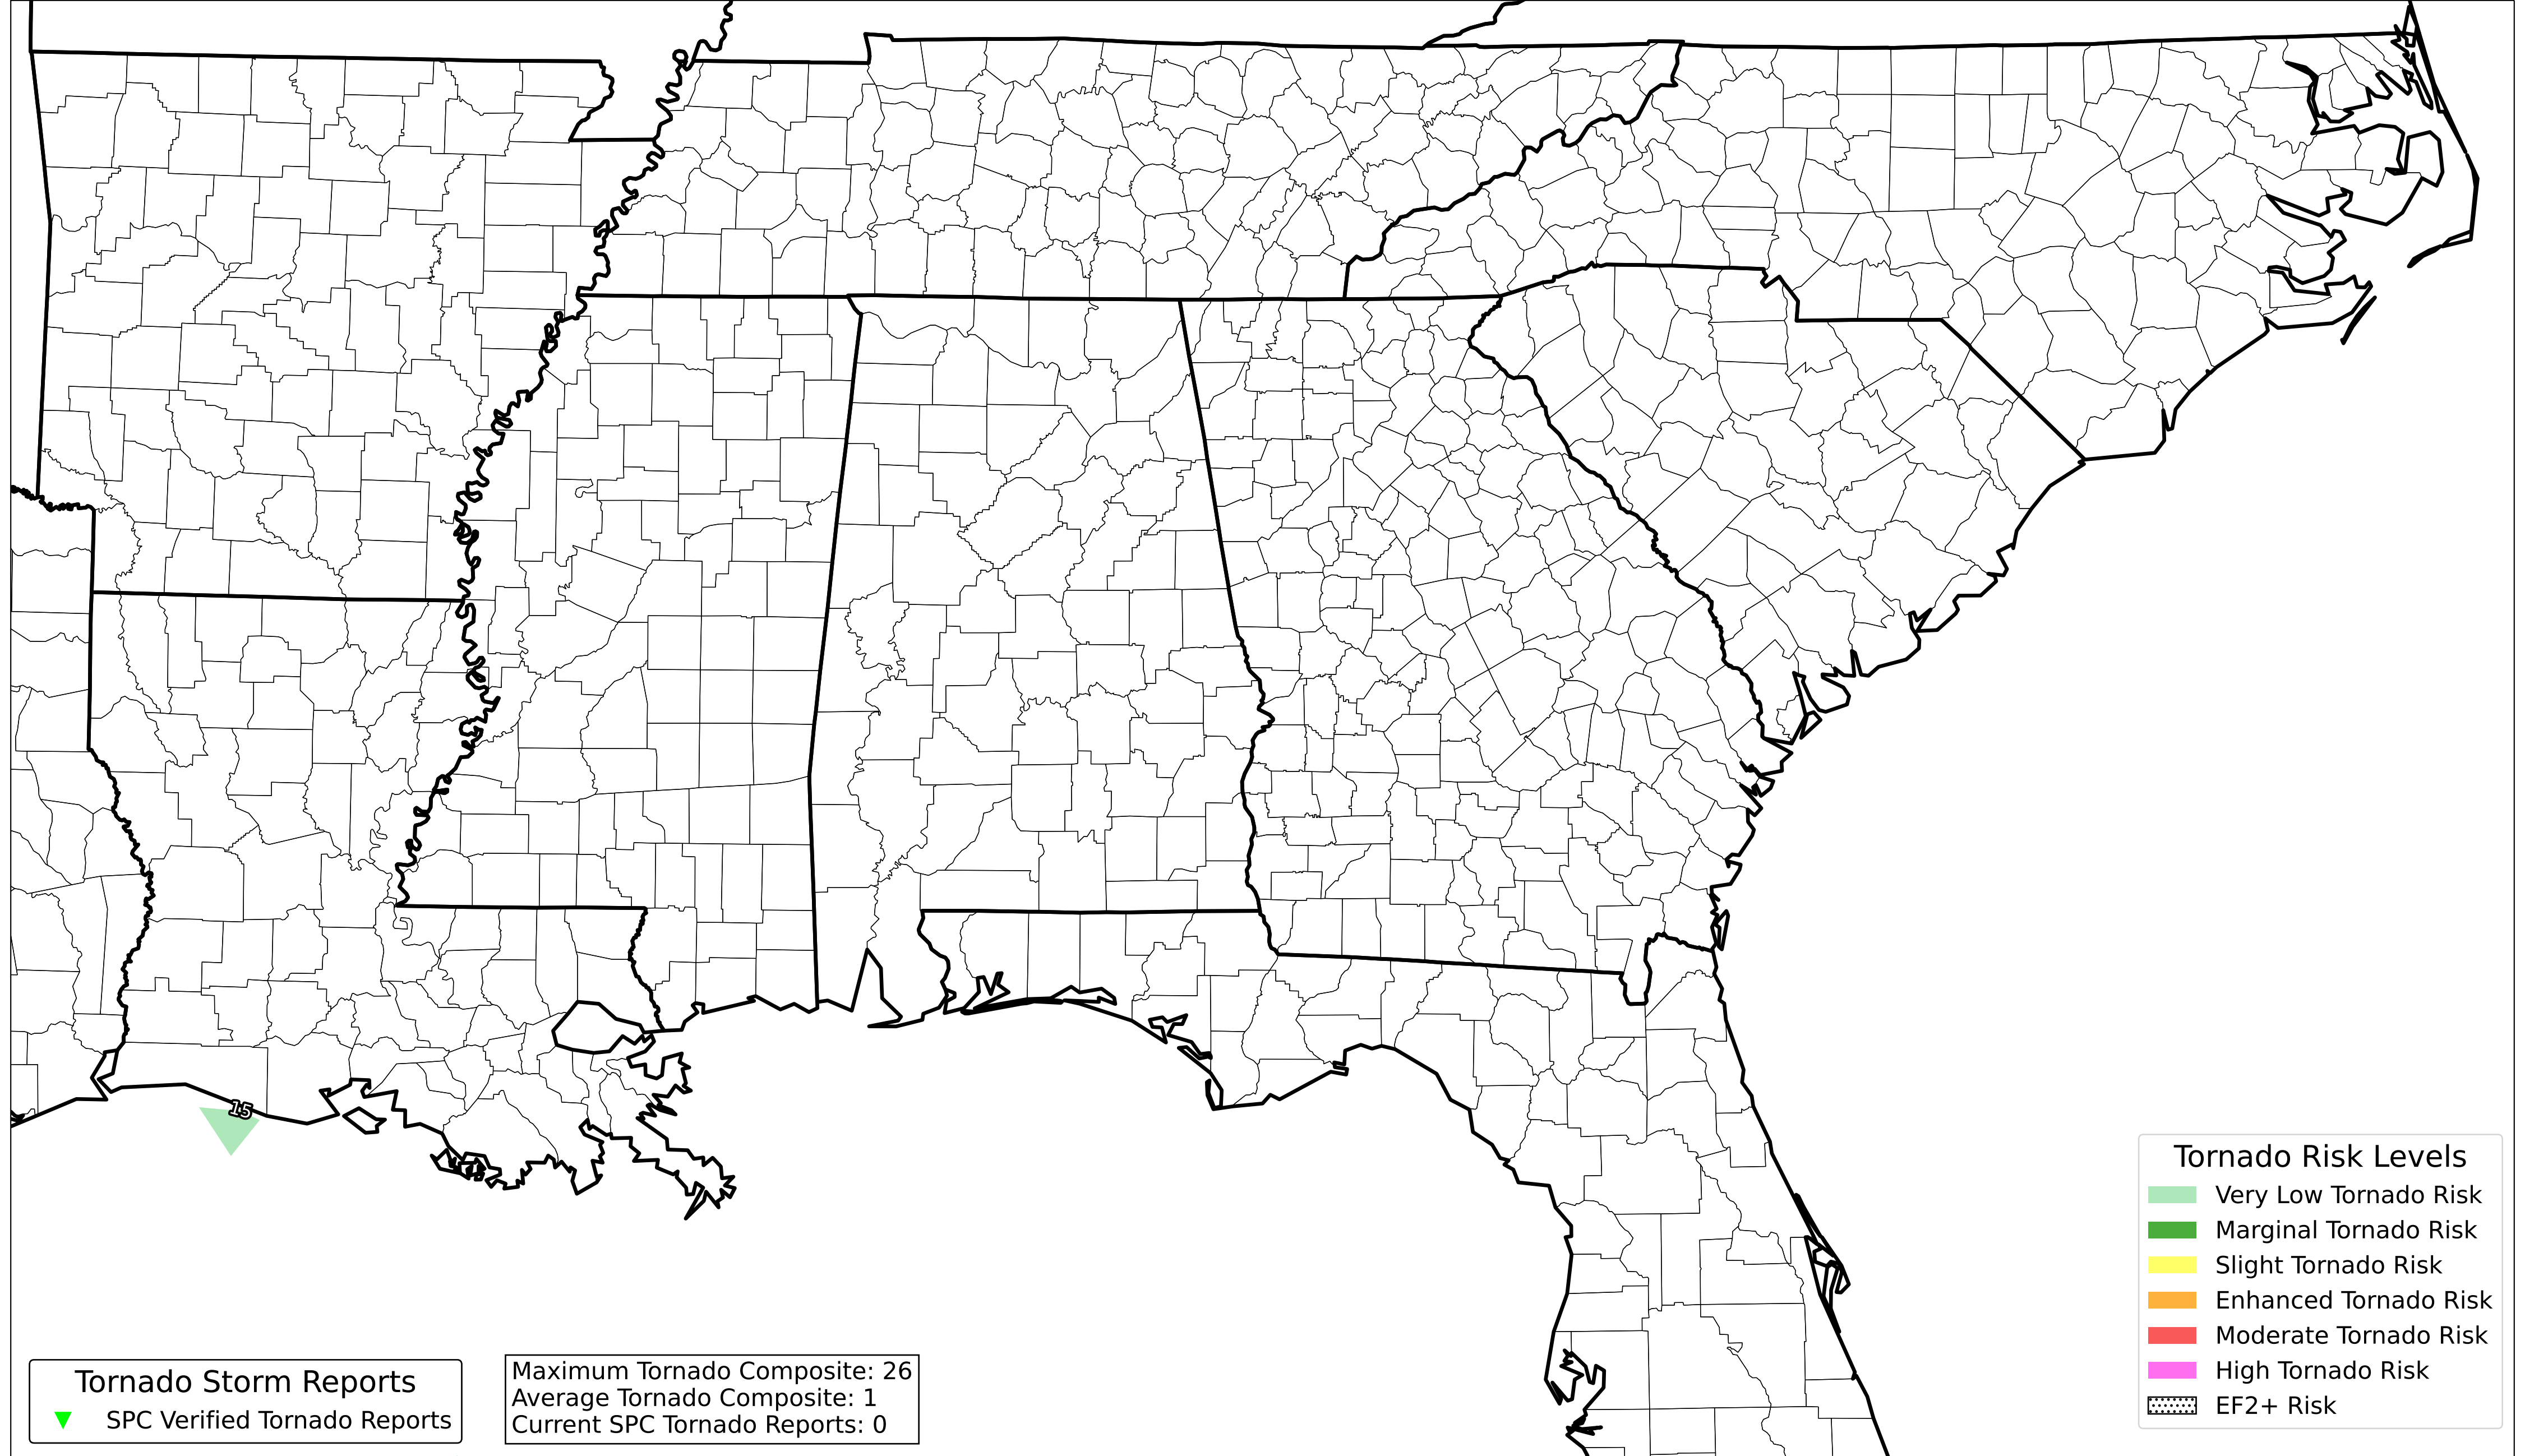 15
Tornado Risk Levels
Very Low Tornado Risk
Marginal Tornado Risk
Slight Tornado Risk
Enhanced Tornado Risk
Moderate Tornado Risk
High Tornado Risk
EF2+ Risk
Tornado Storm Reports
SPC Verified Tornado Reports
Maximum Tornado Composite: 26
Average Tornado Composite: 1
Current SPC Tornado Reports: 0